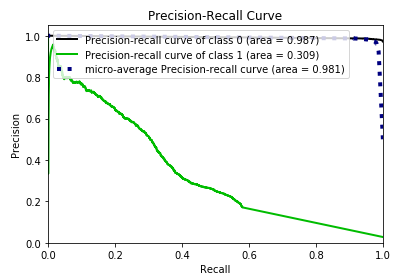 Precision-Recall Curve
Precision-recall curve of class 0 (area = 0.987)
Precision-recall curve of class 1 (area = 0.309)
micro-average Precision-recall curve (area = 0.981)
Precision
1.0
0.8
0.6
0.4
0.2
0.0
0.0 0.2 0.4 0.6 0.8 1.0
Recall